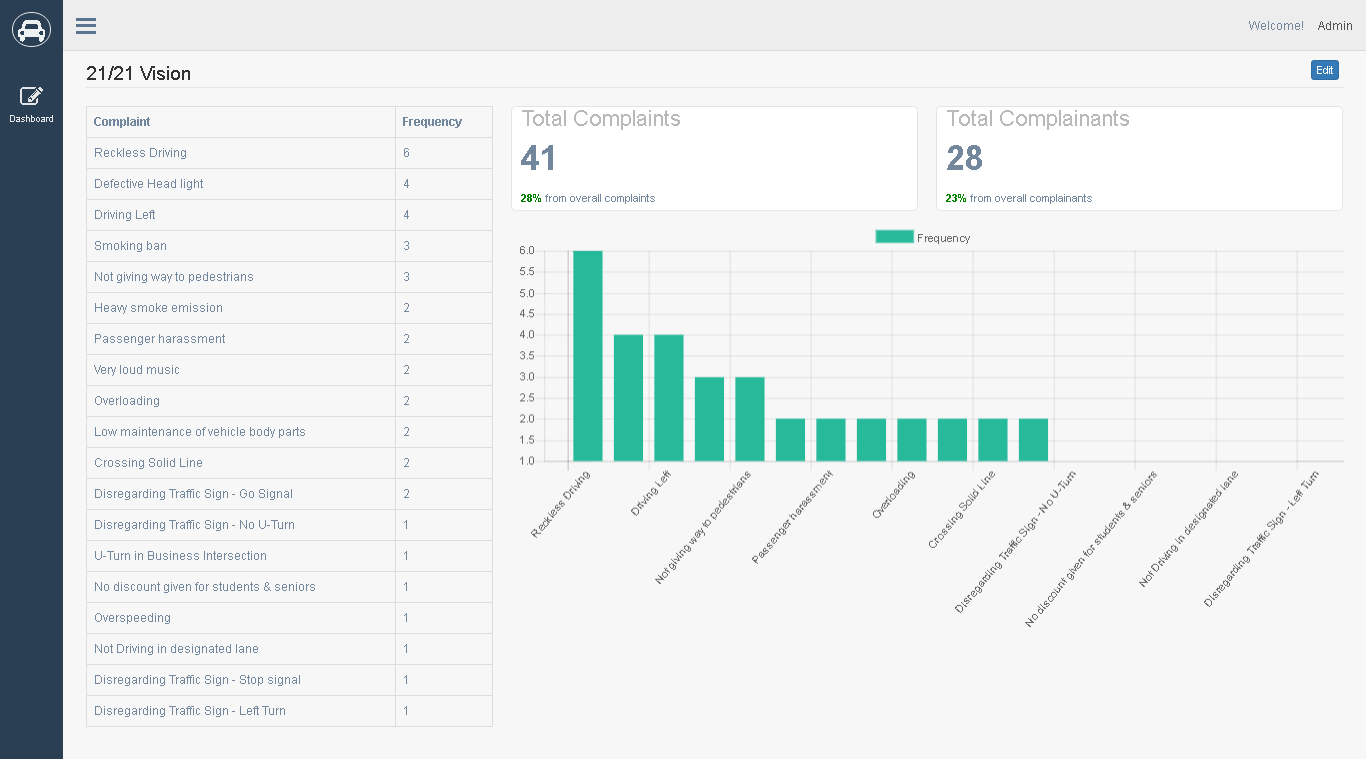 Welcome! Admin
Dashboard
21/21 Vision
Edit
Complaint Frequency
Reckless Driving 6
Defective Head light 4
Driving Left 4
Smoking ban 3
Not giving way to pedestrians 3
Heavy smoke emission 2
Passenger harassment 2
Very loud music 2
Overloading 2
Low maintenance of vehicle body parts 2
Crossing Solid Line 2
Disregarding Traffic Sign - Go Signal 2
Disregarding Traffic Sign - No U-Turn 1
U-Turn in Business Intersection 1
No discount given for students & seniors 1
Overspeeding 1
Not Driving in designated lane 1
Disregarding Traffic Sign - Stop signal 1
Disregarding Traffic Sign - Left Turn 1
Total Complaints
41
28% from overall complaints
Total Complainants
28
23% from overall complainants
Frequency
6.0
5.5
5.0
4.5
4.0
3.5
3.0
2.5
2.0
1.5
1.0
Reckless Driving
Driving Left
Not giving way to pedestrians
Passenger harassment
Overloading
Crossing Solid Line
Disregarding Traffic Sign - No U-Turn
No discount given for students & seniors
Not Driving in designated lane
Disregarding Traffic Sign - Left Turn